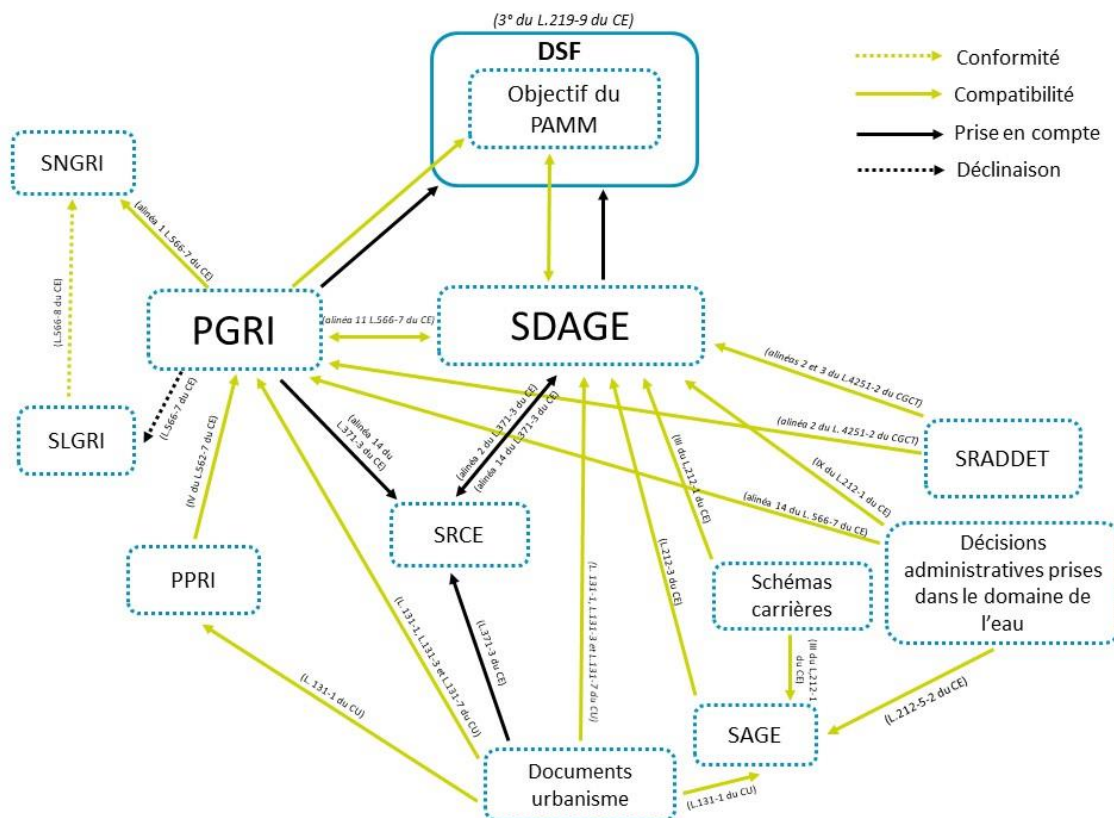 (3° du L.219-9 du CE)
DSF
Objectif du
PAMM
Conformité
Compatibilité
Prise en compte
Déclinaison
SNGRI
(alinéa 1 L.566-7 du CE)
(L.566-8 du CE)
PGRI
(alinéa 11 L.566-7 du CE)
SDAGE
(alinéas 2 et 3 du L.4251-2 du CGCT)
(alinéa 2 du L. 4251-2 du CGCT)
SRADDET
SLGRI
(L.566-7 du CE)
(IV du L.562-7 du CE)
(alinéa 14 du
L.371-3 du CE)
(alinéa 2 du L.371-3 du CE)
(alinéa 14 du L.371-3 du CE)
(III du L.212-1 du CE)
(IX du L.212-1 du CE)
(alinéa 14 du L. 566-7 du CE)
SRCE
PPRI
Schémas
carrières
Décisions
administratives prises
dans le domaine de
l’eau
(L.212-3 du CE)
(L. 131-1, L.131-3 et L.131-7 du CU)
(L. 131-1, L.131-3 et L.131-7 du CU)
(L.371-3 du CE)
(III du L.212-1
du CE)
(L.212-5-2 du CE)
(L. 131-1 du CU)
SAGE
Documents
urbanisme
(L.131-1 du CU)